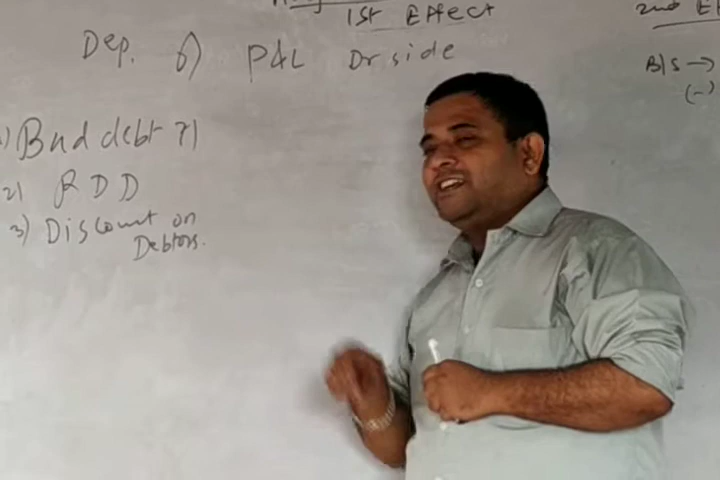 1st Effect
2nd
Dep. 6) P&L Dr side
B/S →
(-)
1) Bad debt 7)
2) RDD
3) Discount on
Debtors.